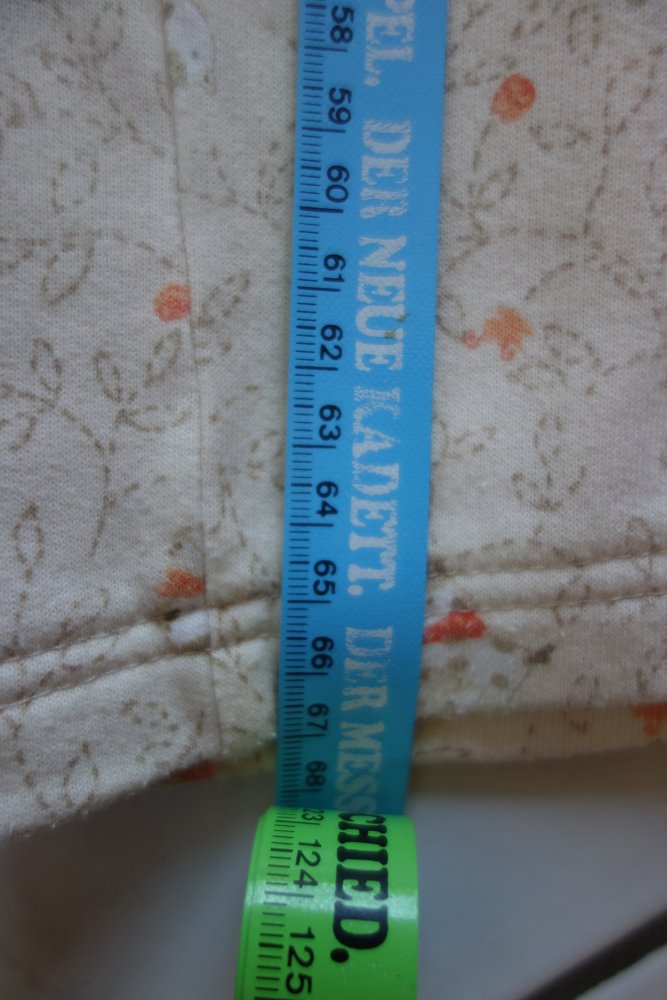 58 59 60 61 62 63 64 65 66 67 68
PEL. DER NEUE KADETT. DER MESS
23 124 125
CHIED.